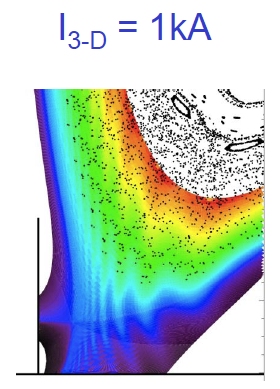 I3-D = 1kA